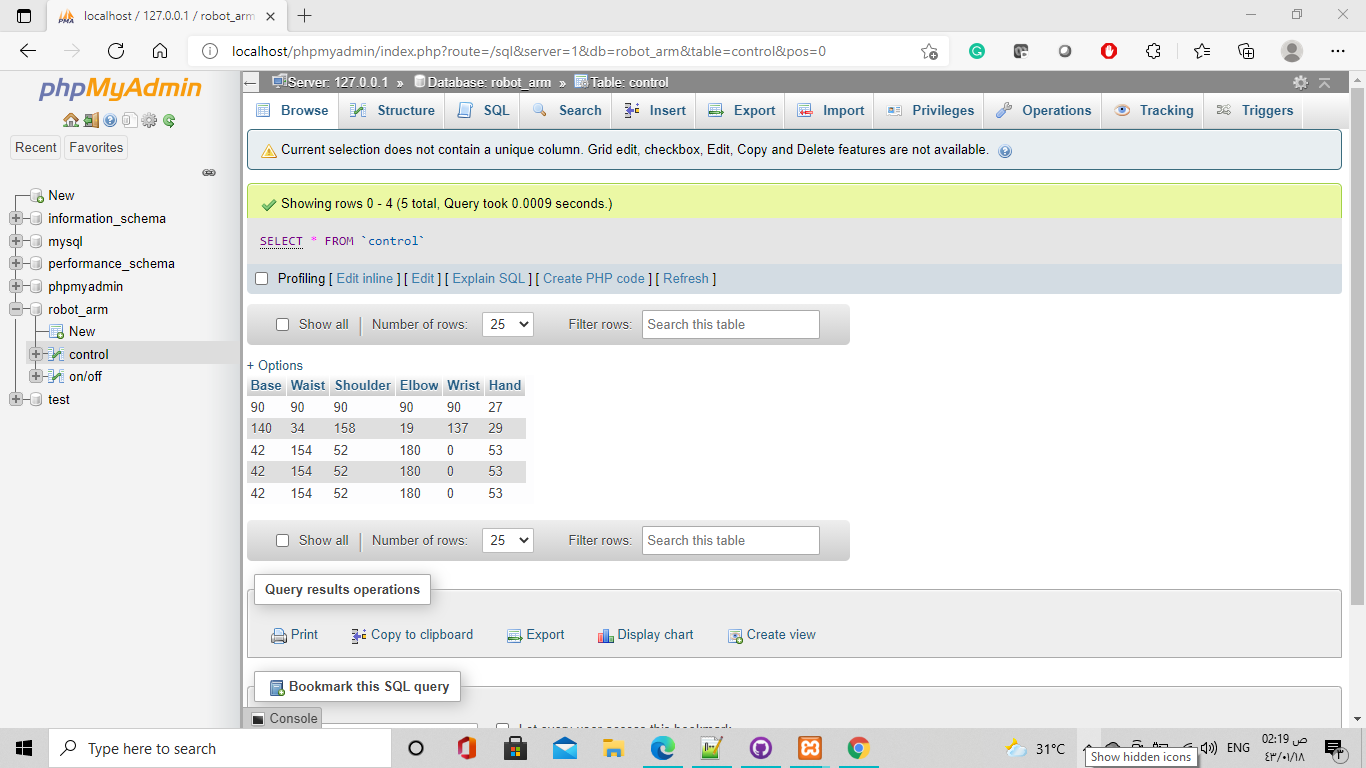 localhost / 127.0.0.1 / robot_arm
localhost/phpmyadmin/index.php?route=/sql&server=1&db=robot_arm&table=control&pos=0
phpMyAdmin
Recent Favorites
New
information_schema
mysql
performance_schema
phpmyadmin
robot_arm
New
control
on/off
test
Server: 127.0.0.1 » Database: robot_arm » Table: control
Browse Structure SQL Search Insert Export Import Privileges Operations Tracking Triggers
Current selection does not contain a unique column. Grid edit, checkbox, Edit, Copy and Delete features are not available.
Showing rows 0 - 4 (5 total, Query took 0.0009 seconds.)
SELECT * FROM `control`
Profiling [ Edit inline ] [ Edit ] [ Explain SQL ] [ Create PHP code ] [ Refresh ]
Show all | Number of rows: 25 Filter rows: Search this table
+ Options
Base Waist Shoulder Elbow Wrist Hand
90 90 90 90 90 27
140 34 158 19 137 29
42 154 52 180 0 53
42 154 52 180 0 53
42 154 52 180 0 53
Show all | Number of rows: 25 Filter rows: Search this table
Query results operations
Print Copy to clipboard Export Display chart Create view
Bookmark this SQL query
Console
Let every user access this bookmark
Type here to search
31°C
Show hidden icons
ENG
02:19 ص
٤٣/٠١/١٨
٣